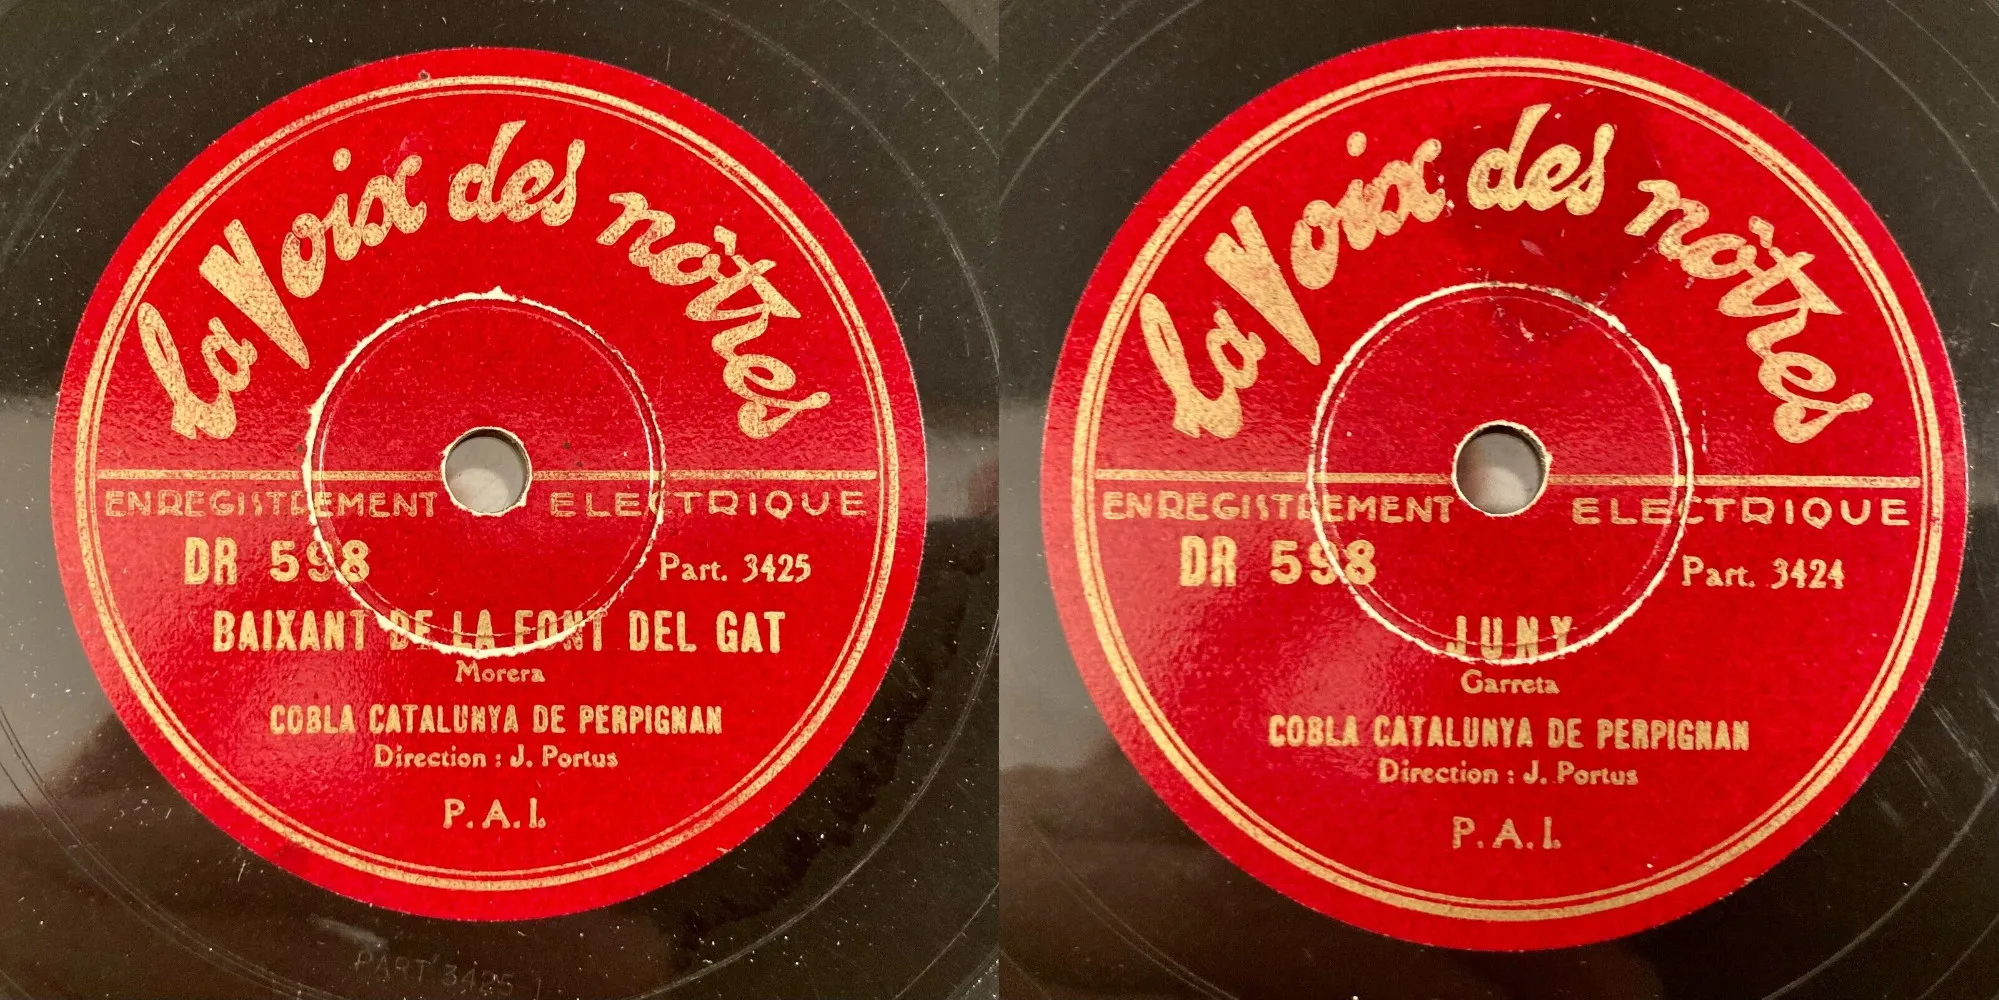 La Voix des nôtres
ENREGISTREMENT ELECTRIQUE
DR 598 Part. 3425
BAIXANT DE LA FONT DEL GAT
Morera
COBLA CATALUNYA DE PERPIGNAN
Direction : J. Portus
P. A. I.
PART 3425 1
La Voix des nôtres
ENREGISTREMENT ELECTRIQUE
DR 598 Part. 3424
JUNY
Garreta
COBLA CATALUNYA DE PERPIGNAN
Direction : J. Portus
P. A. I.